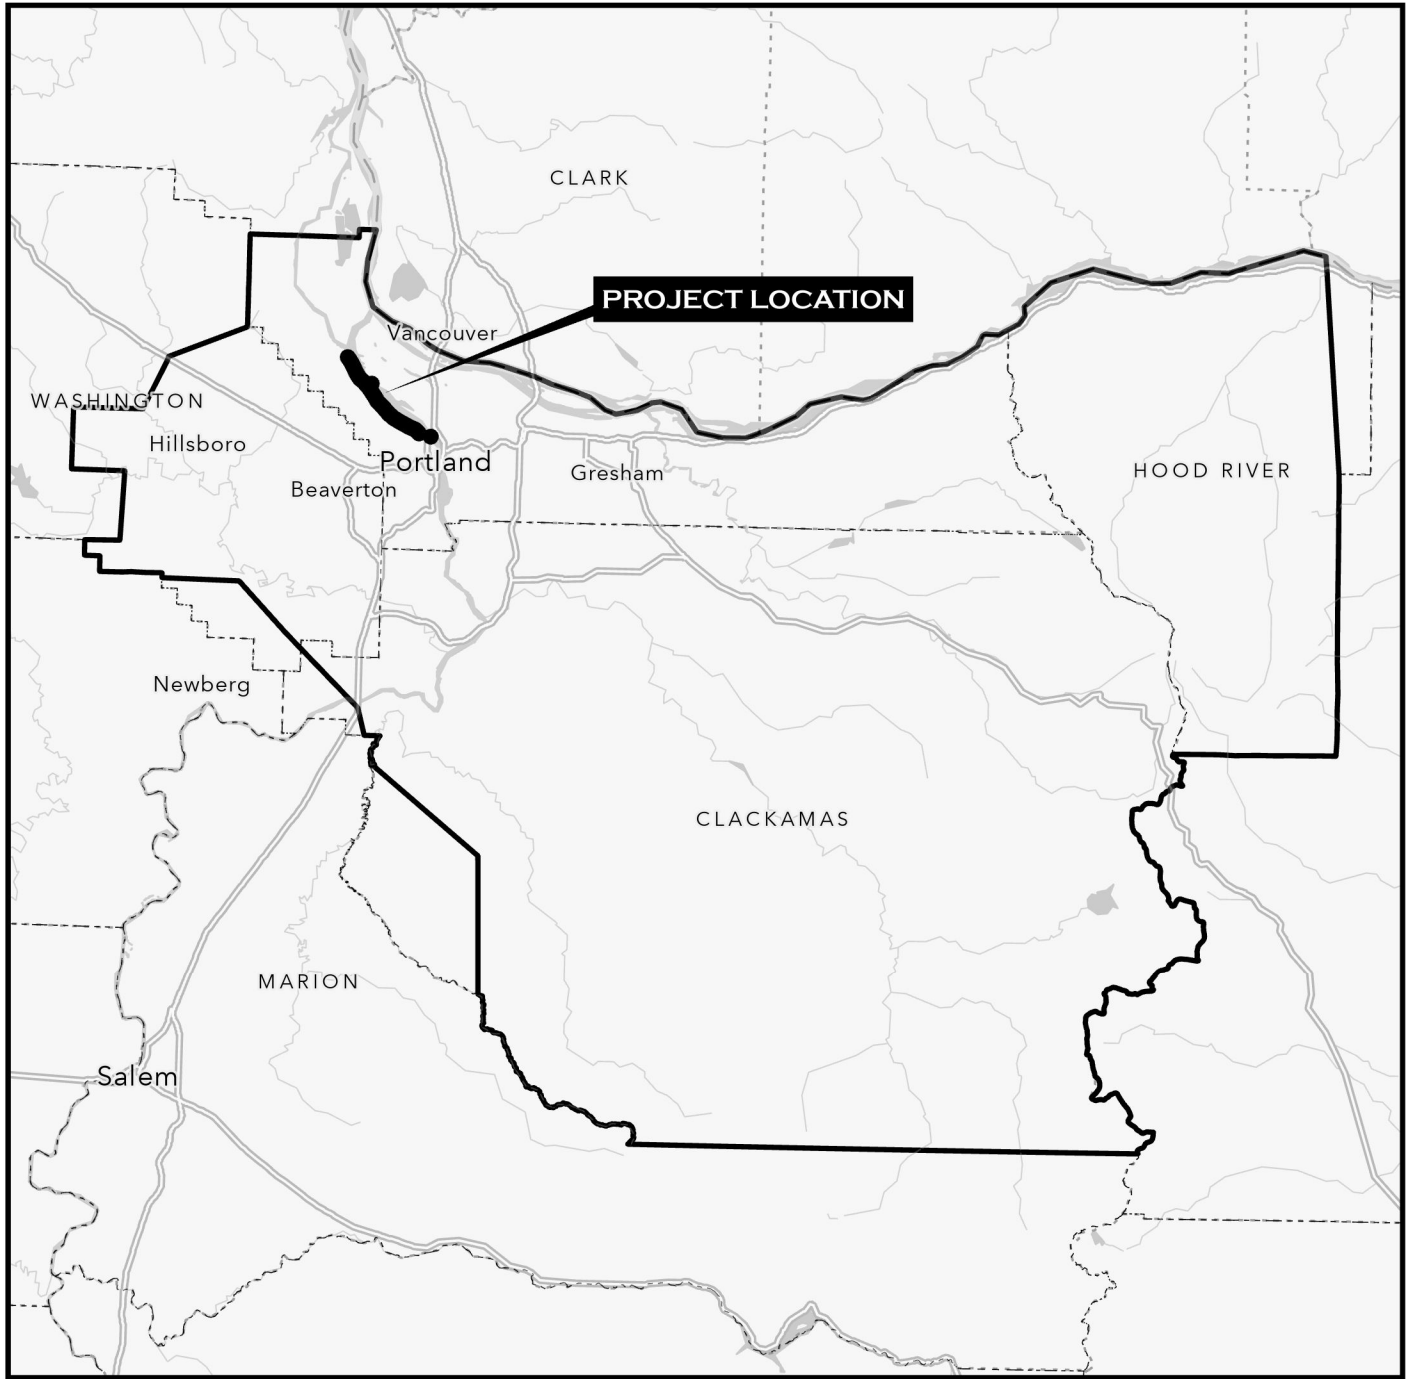 CLARK
PROJECT LOCATION
Vancouver
WASHINGTON
Hillsboro
Portland
Beaverton
Gresham
HOOD RIVER
Newberg
CLACKAMAS
MARION
Salem